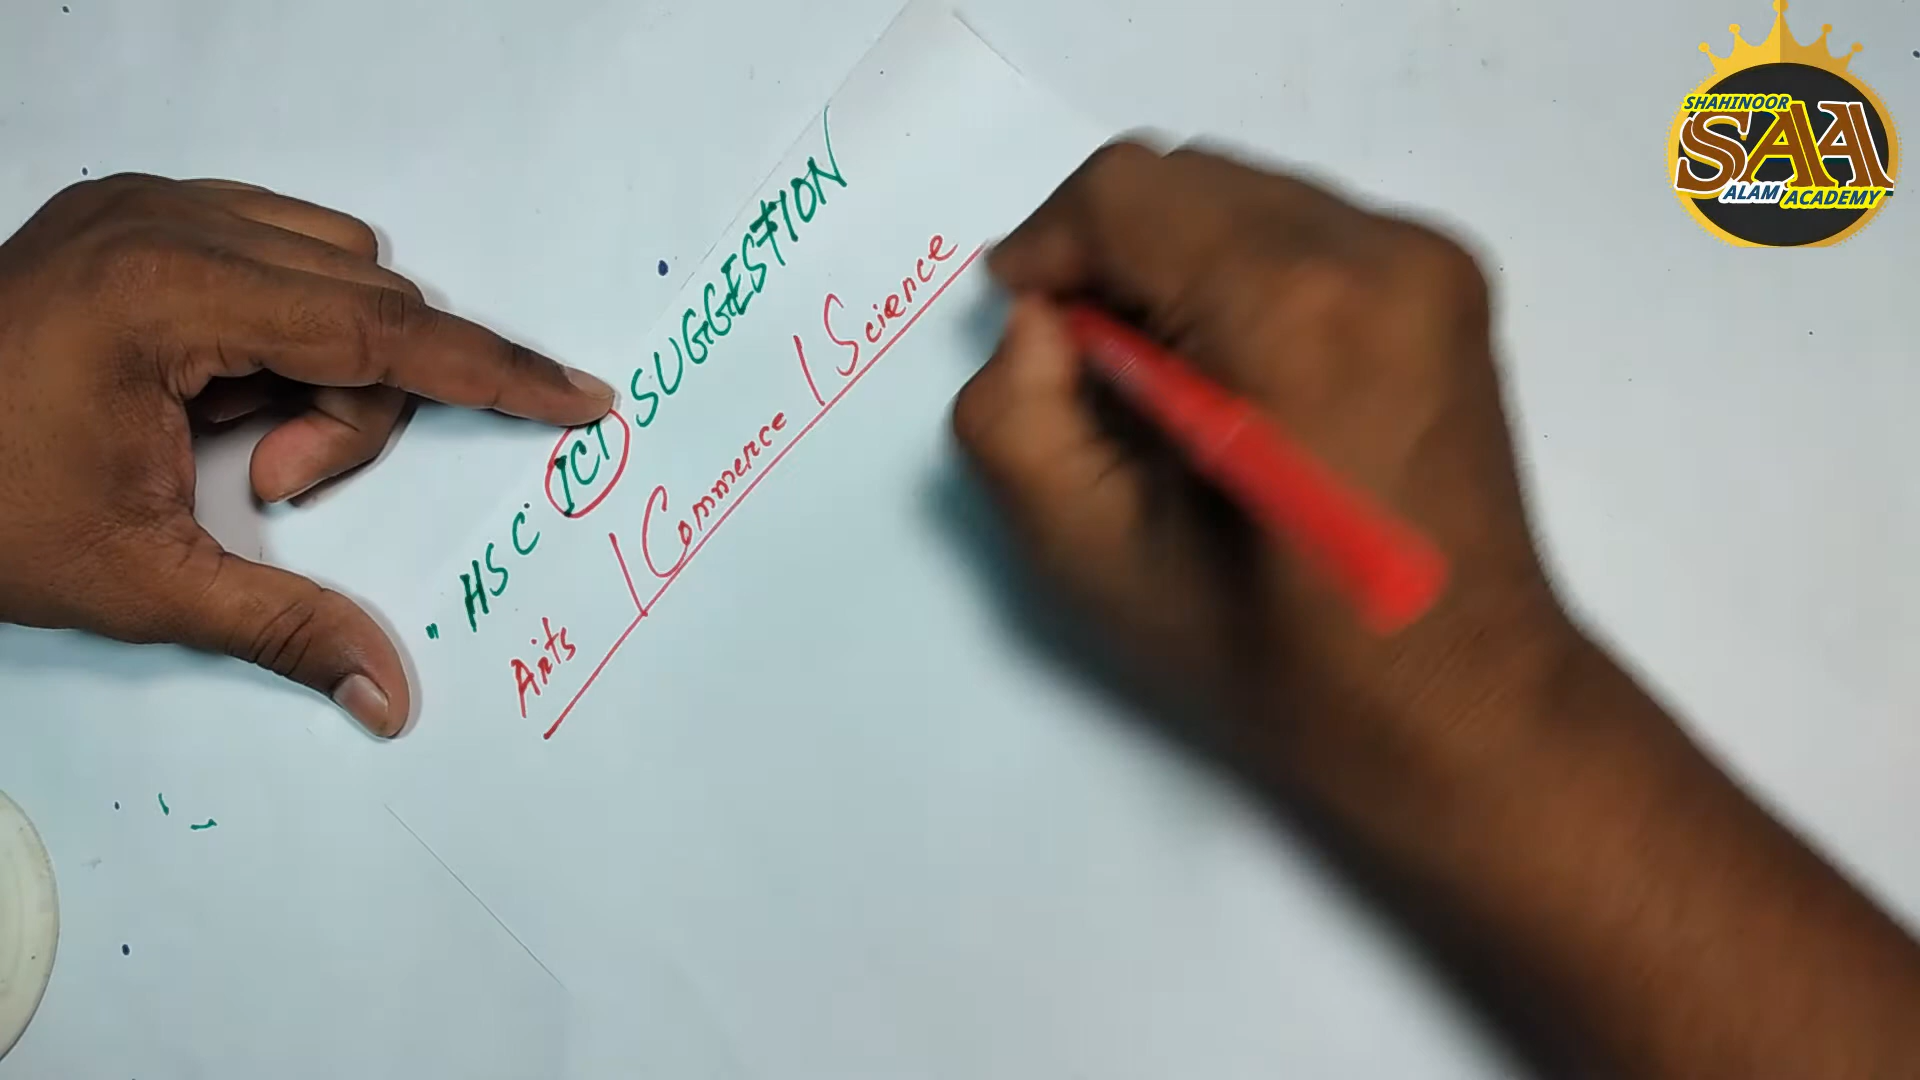 " HSC ICT SUGGESTION
Arts / Commerce / Science
SHAHINOOR
SAA
ALAM ACADEMY